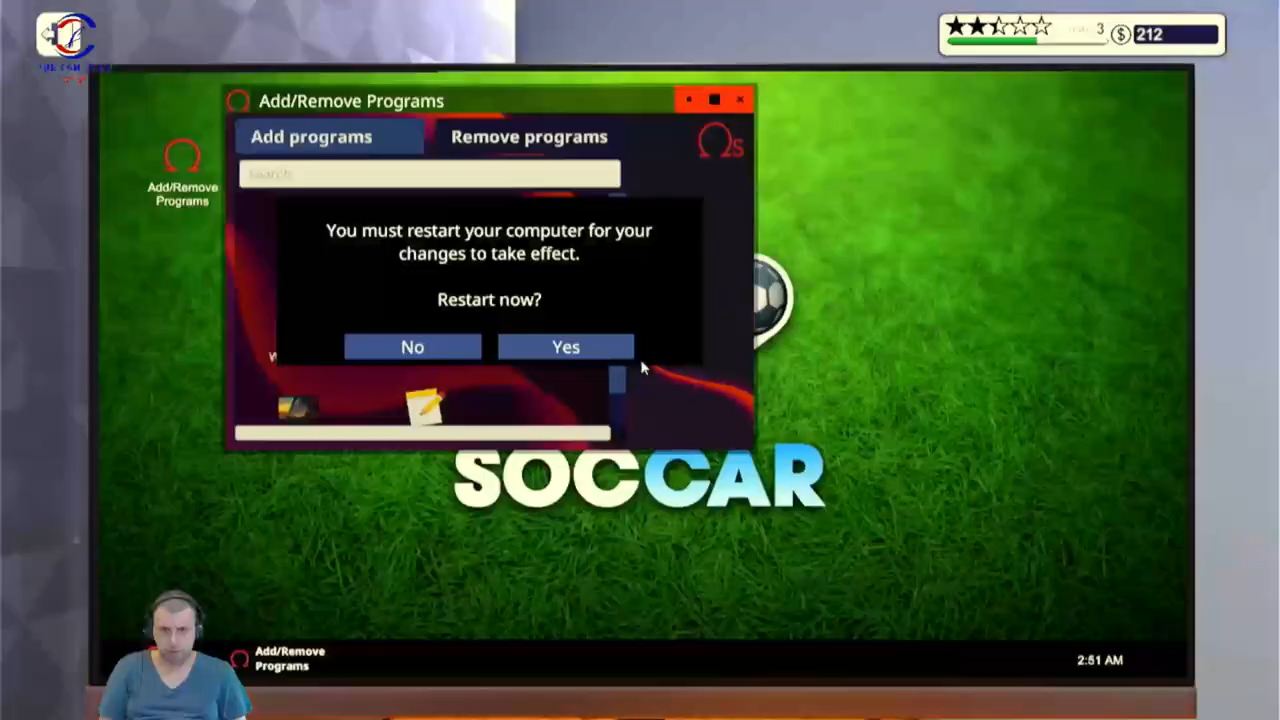 3
$ 212
Add/Remove Programs
Add programs
Remove programs
Search
Add/Remove
Programs
You must restart your computer for your
changes to take effect.
Restart now?
No
Yes
SOCCAR
Add/Remove
Programs
2:51 AM